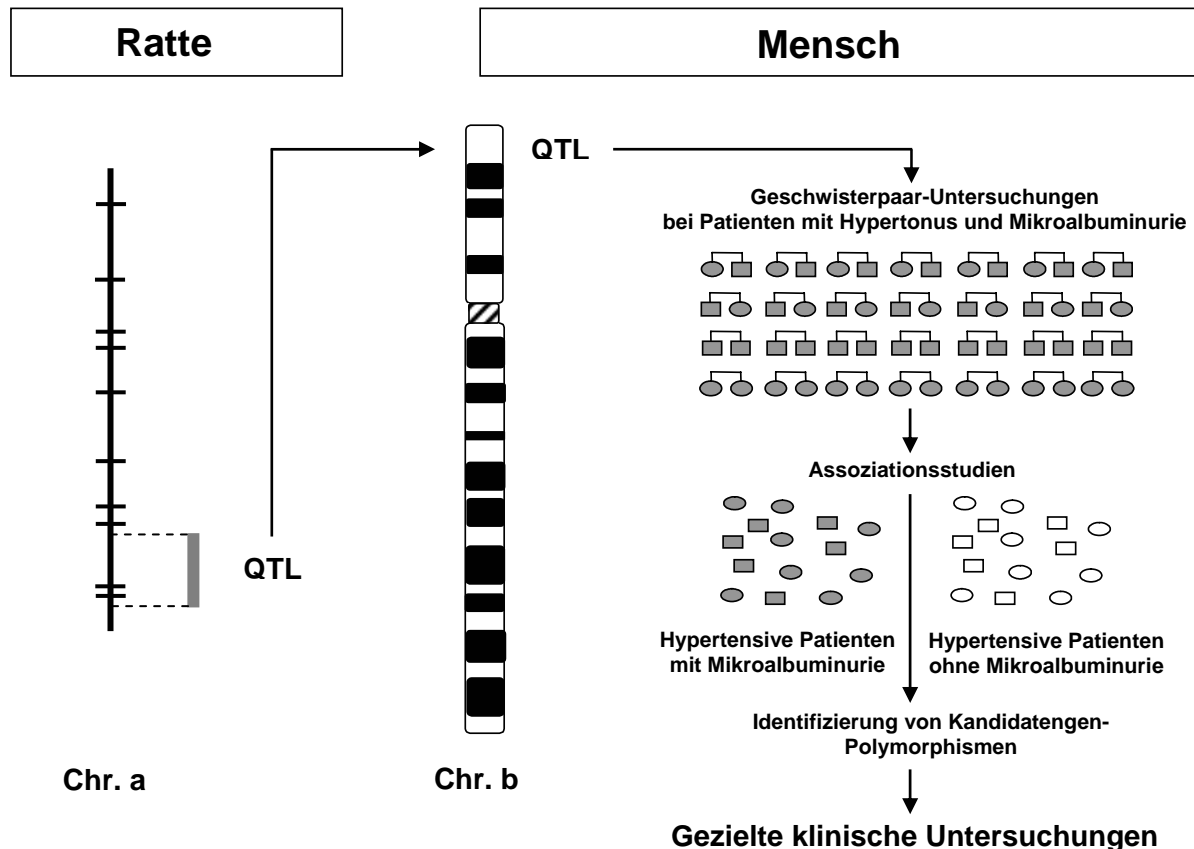 Ratte
Mensch
QTL
Chr. a
QTL
Chr. b
Geschwisterpaar-Untersuchungen
bei Patienten mit Hypertonus und Mikroalbuminurie
Assoziationsstudien
Hypertensive Patienten
mit Mikroalbuminurie
Hypertensive Patienten
ohne Mikroalbuminurie
Identifizierung von Kandidatengen-
Polymorphismen
Gezielte klinische Untersuchungen